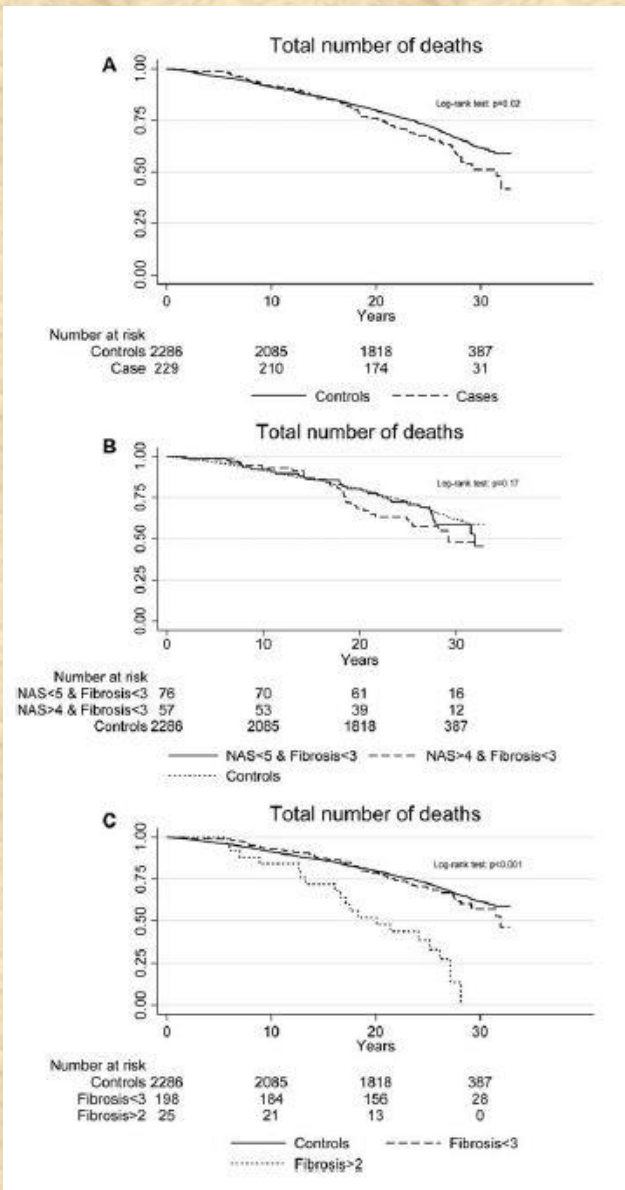 A
Total number of deaths
1.00
0.75
0.50
0.25
0.00
Log-rank test: p=0.02
0 10 20 30
Years
Number at risk
Controls 2286 2085 1818 387
Case 229 210 174 31
Controls Cases
B
Total number of deaths
1.00
0.75
0.50
0.25
0.00
Log-rank test: p=0.17
0 10 20 30
Years
Number at risk
NAS<5 & Fibrosis<3 76 70 61 16
NAS>4 & Fibrosis<3 57 53 39 12
Controls 2286 2085 1818 387
NAS<5 & Fibrosis<3 NAS>4 & Fibrosis<3
Controls
C
Total number of deaths
1.00
0.75
0.50
0.25
0.00
Log-rank test: p<0.001
0 10 20 30
Years
Number at risk
Controls 2286 2085 1818 387
Fibrosis<3 198 184 156 28
Fibrosis>2 25 21 13 0
Controls Fibrosis<3
Fibrosis>2